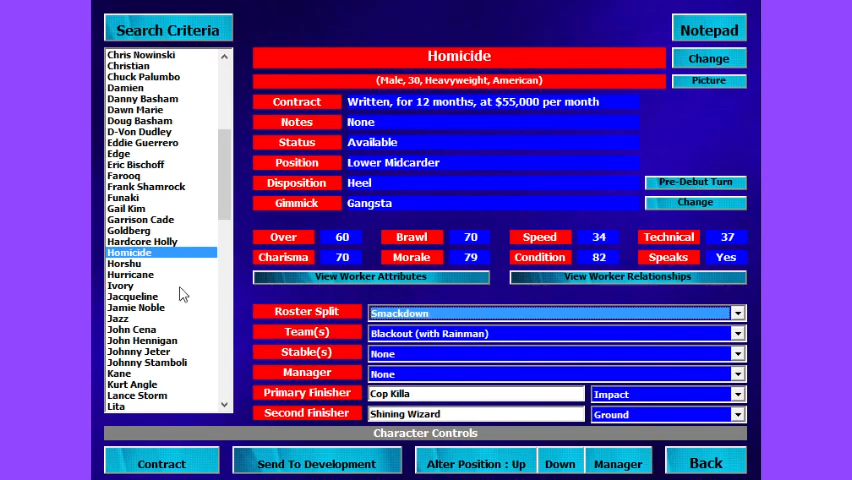 Search Criteria
Notepad
Chris Nowinski
Christian
Chuck Palumbo
Damien
Danny Basham
Dawn Marie
Doug Basham
D-Von Dudley
Eddie Guerrero
Edge
Eric Bischoff
Farooq
Frank Shamrock
Funaki
Gail Kim
Garrison Cade
Goldberg
Hardcore Holly
Homicide
Horshu
Hurricane
Ivory
Jacqueline
Jamie Noble
Jazz
John Cena
John Hennigan
Johnny Jeter
Johnny Stamboli
Kane
Kurt Angle
Lance Storm
Lita
Homicide
Change
(Male, 30, Heavyweight, American)
Picture
Contract Written, for 12 months, at $55,000 per month
Notes None
Status Available
Position Lower Midcarder
Disposition Heel Pre-Debut Turn
Gimmick Gangsta Change
Over 60 Brawl 70 Speed 34 Technical 37
Charisma 70 Morale 79 Condition 82 Speaks Yes
View Worker Attributes View Worker Relationships
Roster Split Smackdown
Team(s) Blackout (with Rainman)
Stable(s) None
Manager None
Primary Finisher Cop Killa Impact
Second Finisher Shining Wizard Ground
Character Controls
Contract Send To Development Alter Position : Up Down Manager Back